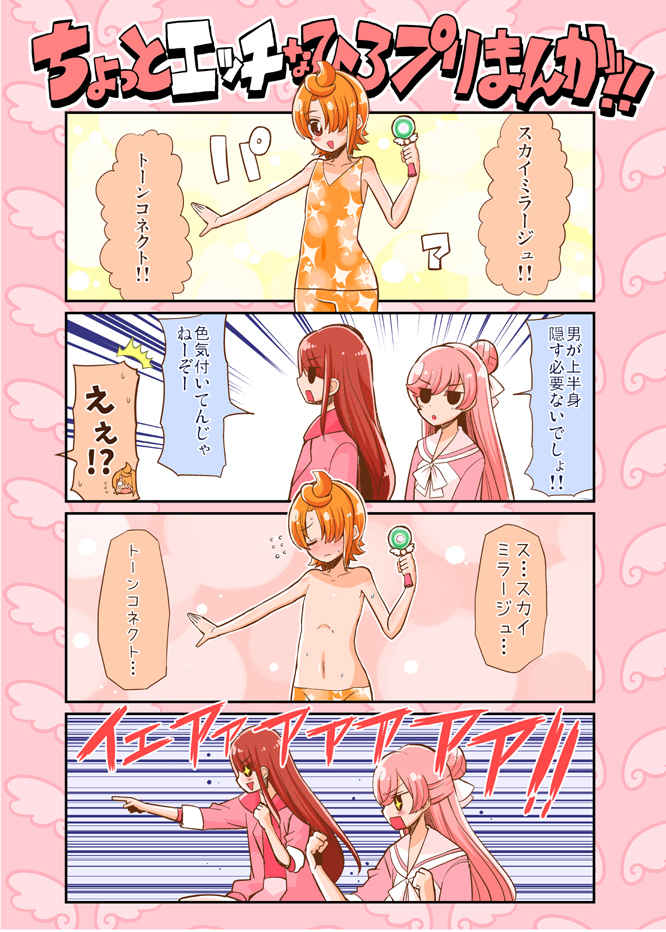 ちょっとエッチなひろプリまんが!!
スカイミラージュ!!
パ
ァ
トーンコネクト!!
男が上半身
隠す必要ないでしょ!!
色気付いてんじゃ
ねーぞー
えぇ!?
ス…スカイ
ミラージュ…
トーンコネクト…
イェアァァァァァァ!!